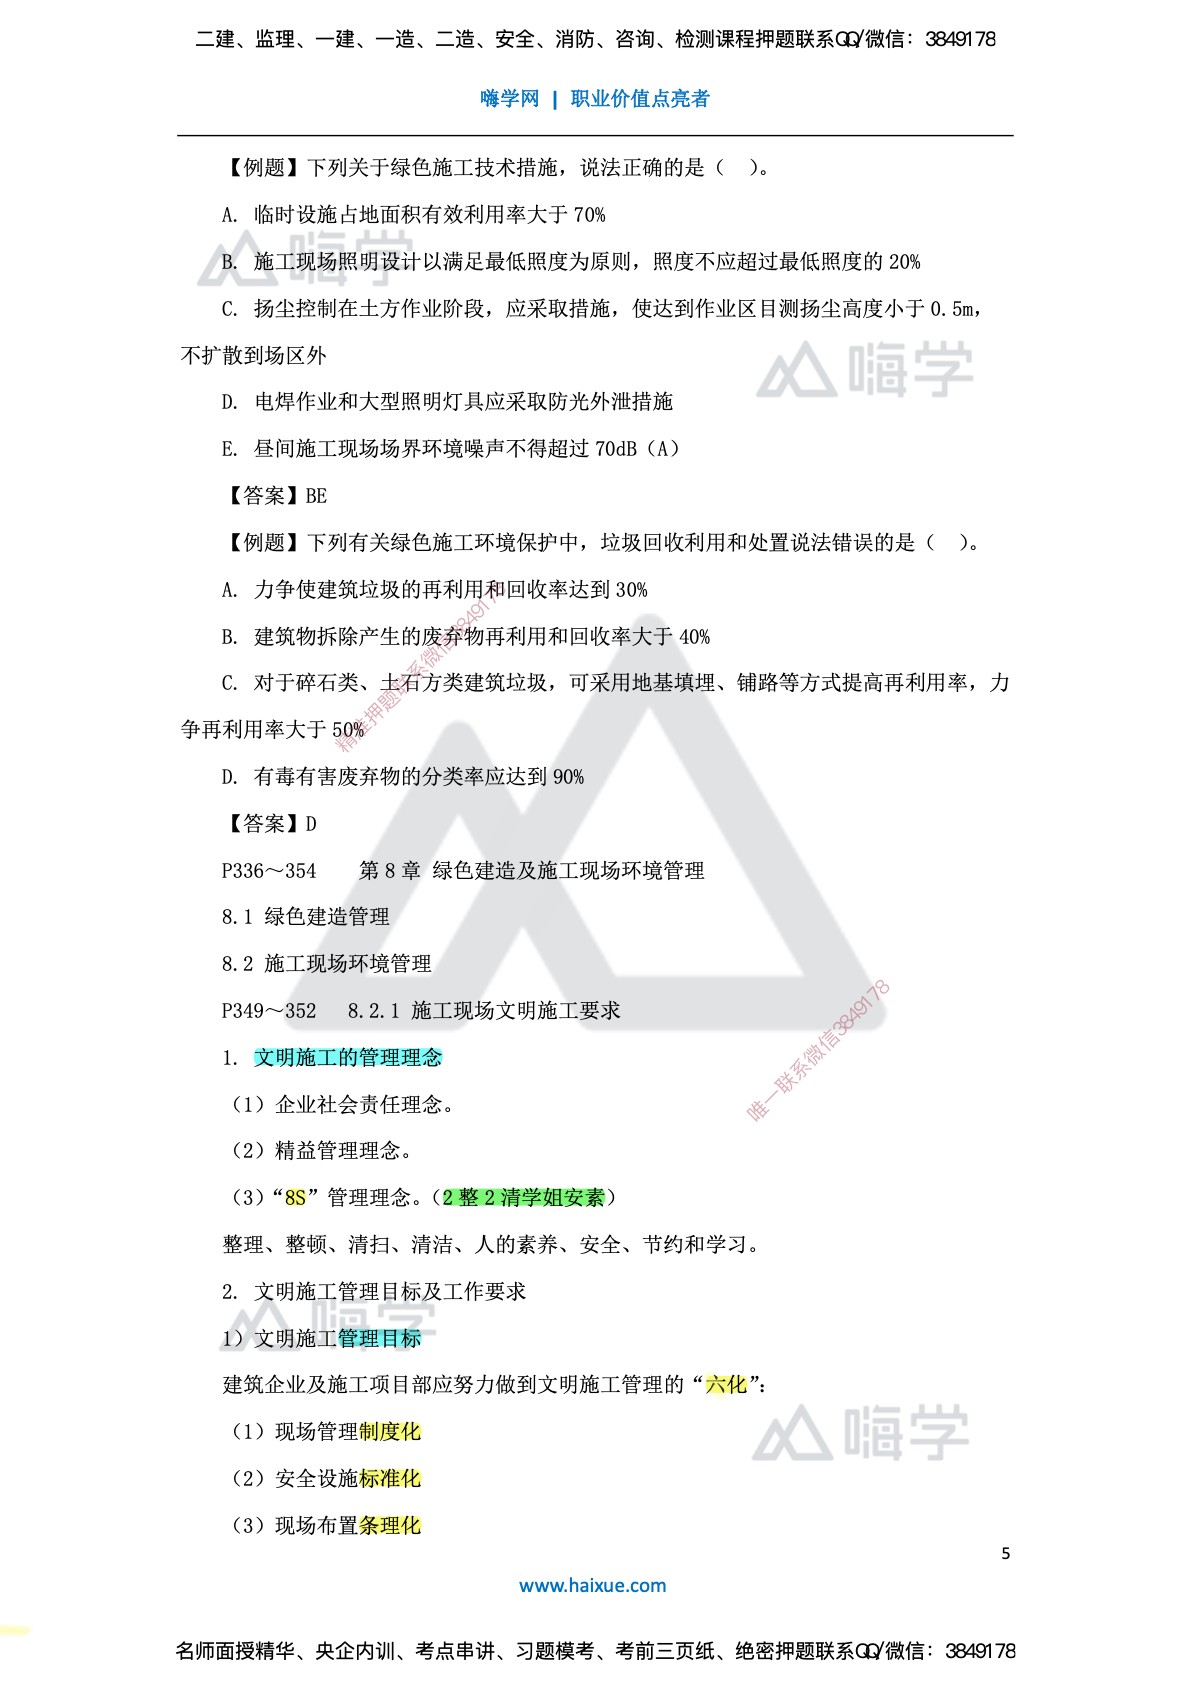 二建、监理、一建、一造、二造、安全、消防、咨询、检测课程押题联系QQ/微信：3849178
嗨学网 | 职业价值点亮者
【例题】下列关于绿色施工技术措施，说法正确的是（ ）。
A. 临时设施占地面积有效利用率大于 70%
嗨学
B. 施工现场照明设计以满足最低照度为原则，照度不应超过最低照度的 20%
C. 扬尘控制在土方作业阶段，应采取措施，使达到作业区目测扬尘高度小于 0.5m，
不扩散到场区外
嗨学
D. 电焊作业和大型照明灯具应采取防光外泄措施
E. 昼间施工现场场界环境噪声不得超过 70dB（A）
【答案】BE
【例题】下列有关绿色施工环境保护中，垃圾回收利用和处置说法错误的是（ ）。
A. 力争使建筑垃圾的再利用和回收率达到 30%
B. 建筑物拆除产生的废弃物再利用和回收率大于 40%
精准押题联系微信3849178
C. 对于碎石类、土石方类建筑垃圾，可采用地基填埋、铺路等方式提高再利用率，力
争再利用率大于 50%
D. 有毒有害废弃物的分类率应达到 90%
【答案】D
P336～354 第 8 章 绿色建造及施工现场环境管理
8.1 绿色建造管理
8.2 施工现场环境管理
P349～352 8.2.1 施工现场文明施工要求
唯一联系微信3849178
1. 文明施工的管理理念
（1）企业社会责任理念。
（2）精益管理理念。
（3）“8S”管理理念。（2 整 2 清学姐安素）
整理、整顿、清扫、清洁、人的素养、安全、节约和学习。
2. 文明施工管理目标及工作要求
嗨学
1）文明施工管理目标
建筑企业及施工项目部应努力做到文明施工管理的“六化”：
（1）现场管理制度化
嗨学
（2）安全设施标准化
（3）现场布置条理化
5
www.haixue.com
名师面授精华、央企内训、考点串讲、习题模考、考前三页纸、绝密押题联系QQ/微信：3849178